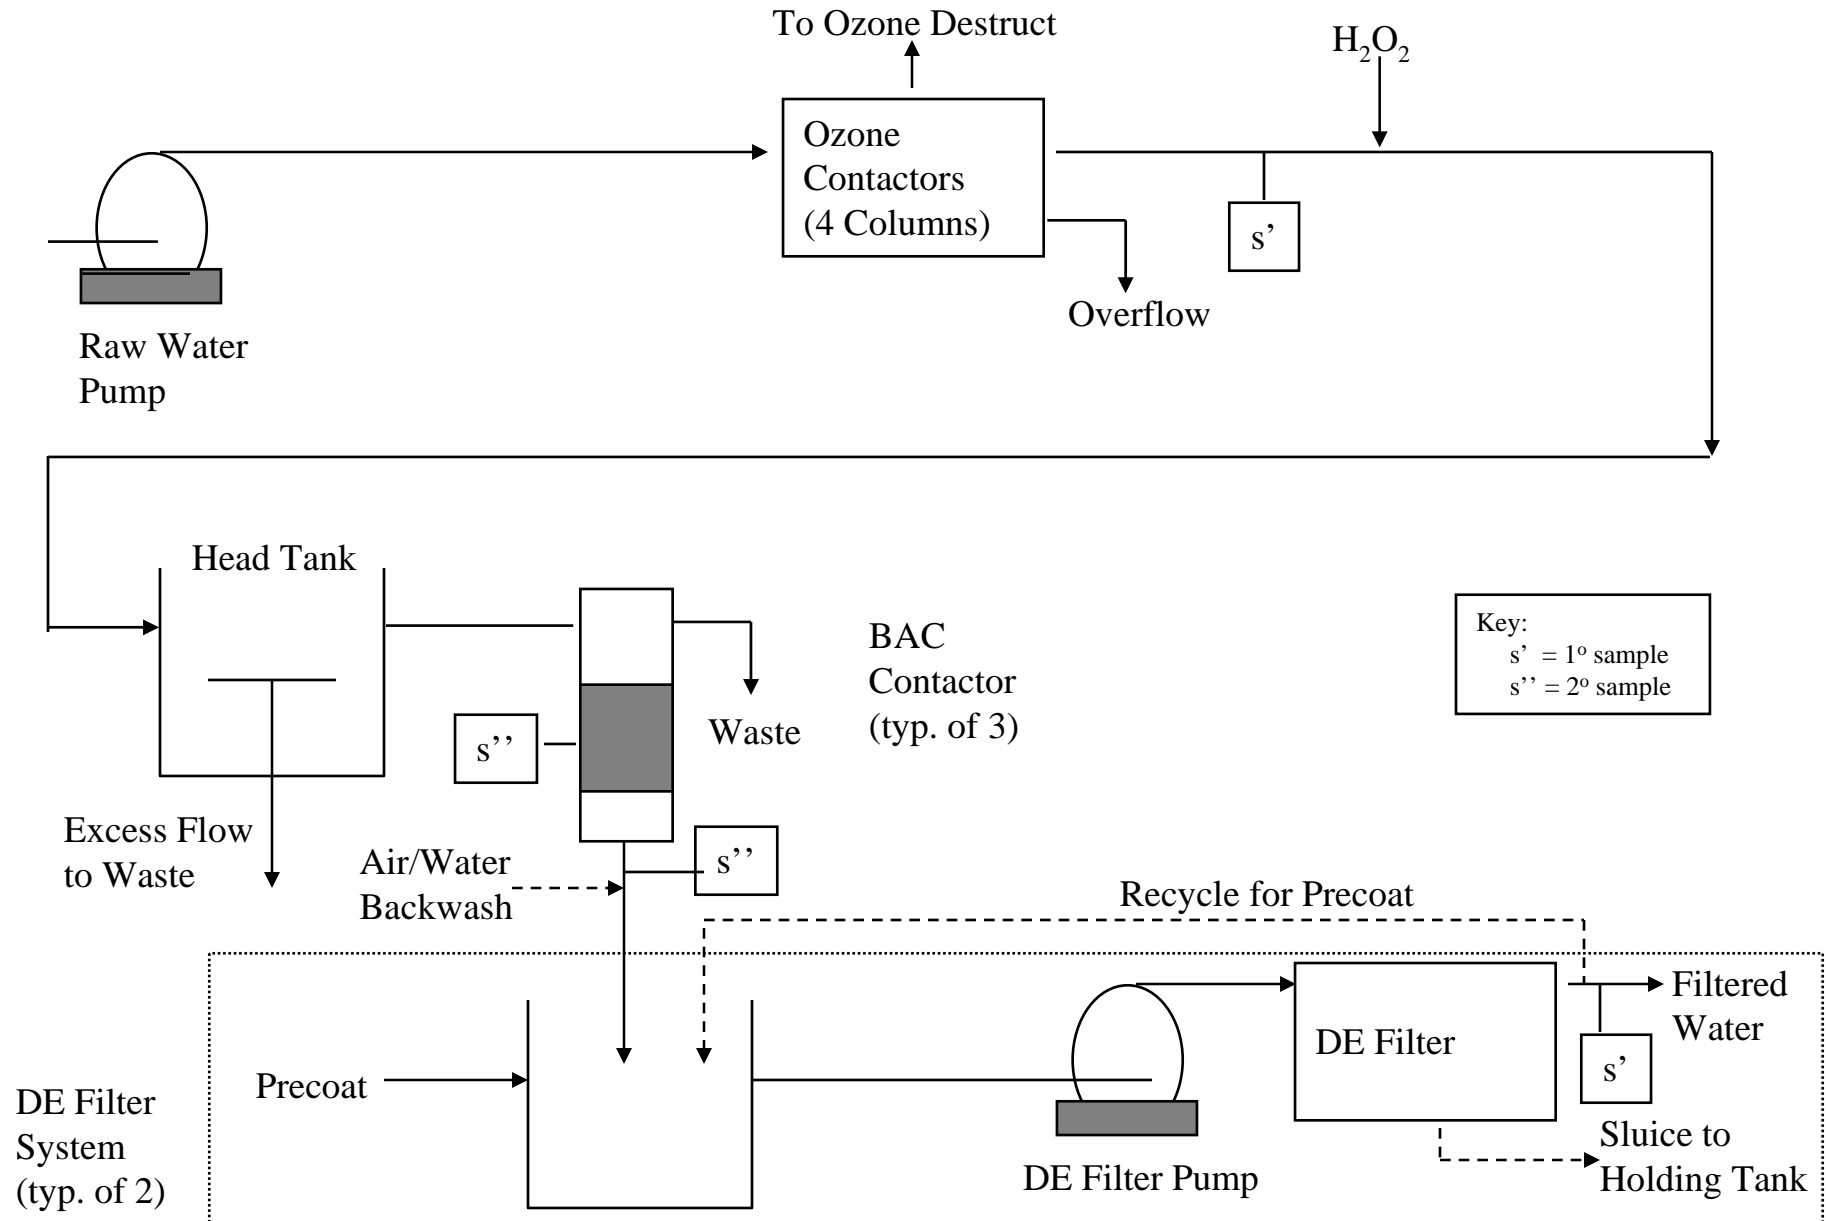 To Ozone Destruct
H₂O₂
Ozone
Contactors
(4 Columns)
s’
Overflow
Raw Water
Pump
Head Tank
BAC
Contactor
(typ. of 3)
Key:
s’ = 1º sample
s’’ = 2º sample
s’’
Waste
Excess Flow
to Waste
Air/Water
Backwash
s’’
Recycle for Precoat
Filtered
Water
DE Filter
s’
Precoat
DE Filter
System
(typ. of 2)
DE Filter Pump
Sluice to
Holding Tank